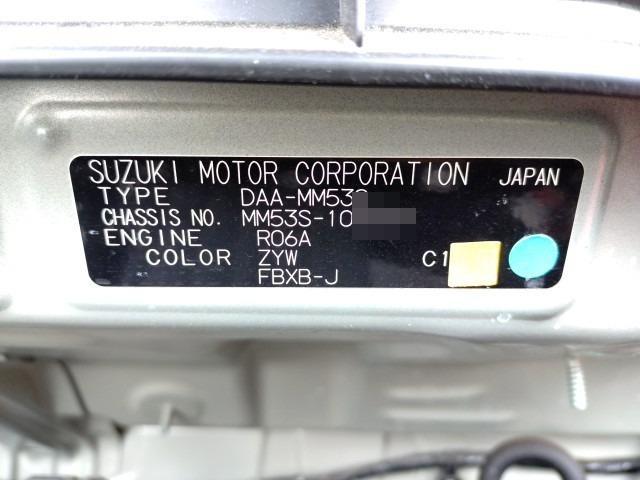 SUZUKI MOTOR CORPORATION JAPAN
TYPE DAA-MM53
CHASSIS NO. MM53S-10
ENGINE R06A
COLOR ZYW C1
FBXB-J